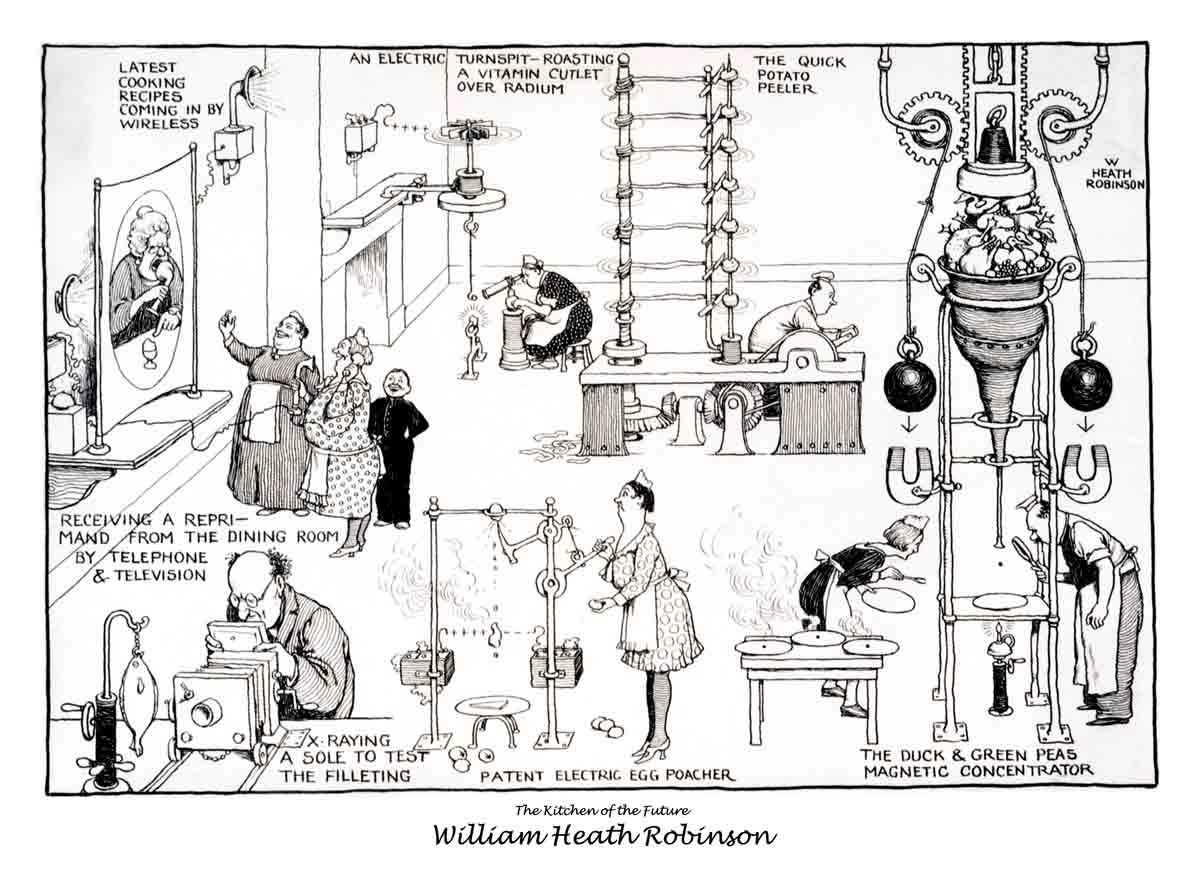 LATEST
COOKING
RECIPES
COMING IN BY
WIRELESS
AN ELECTRIC TURNSPIT-ROASTING
A VITAMIN CUTLET
OVER RADIUM
THE QUICK
POTATO
PEELER
W
HEATH
ROBINSON
RECEIVING A REPRI-
MAND FROM THE DINING ROOM
BY TELEPHONE
& TELEVISION
X-RAYING
A SOLE TO TEST
THE FILLETING
PATENT ELECTRIC EGG POACHER
THE DUCK & GREEN PEAS
MAGNETIC CONCENTRATOR
The Kitchen of the Future
William Heath Robinson